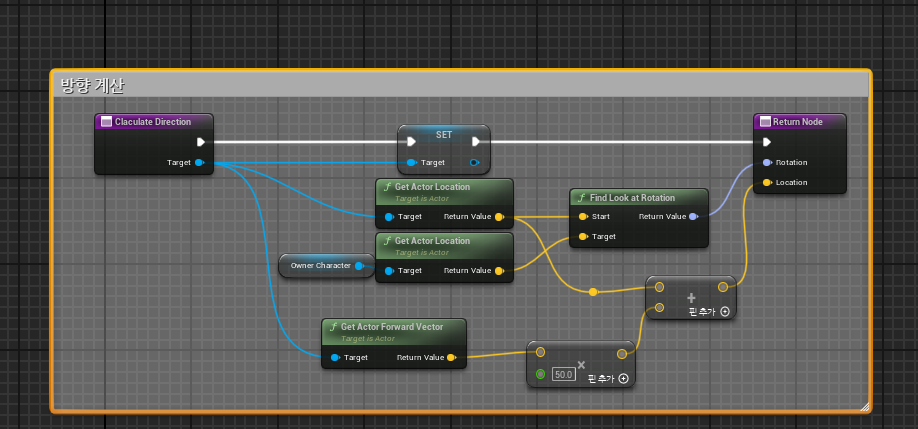 방향 계산
Claculate Direction
Target
SET
Target
Return Node
Rotation
Location
Get Actor Location
Target is Actor
Target
Return Value
Find Look at Rotation
Start
Return Value
Target
Get Actor Location
Target is Actor
Target
Return Value
Owner Character
+
핀 추가
Get Actor Forward Vector
Target is Actor
Target
Return Value
×
50.0
핀 추가